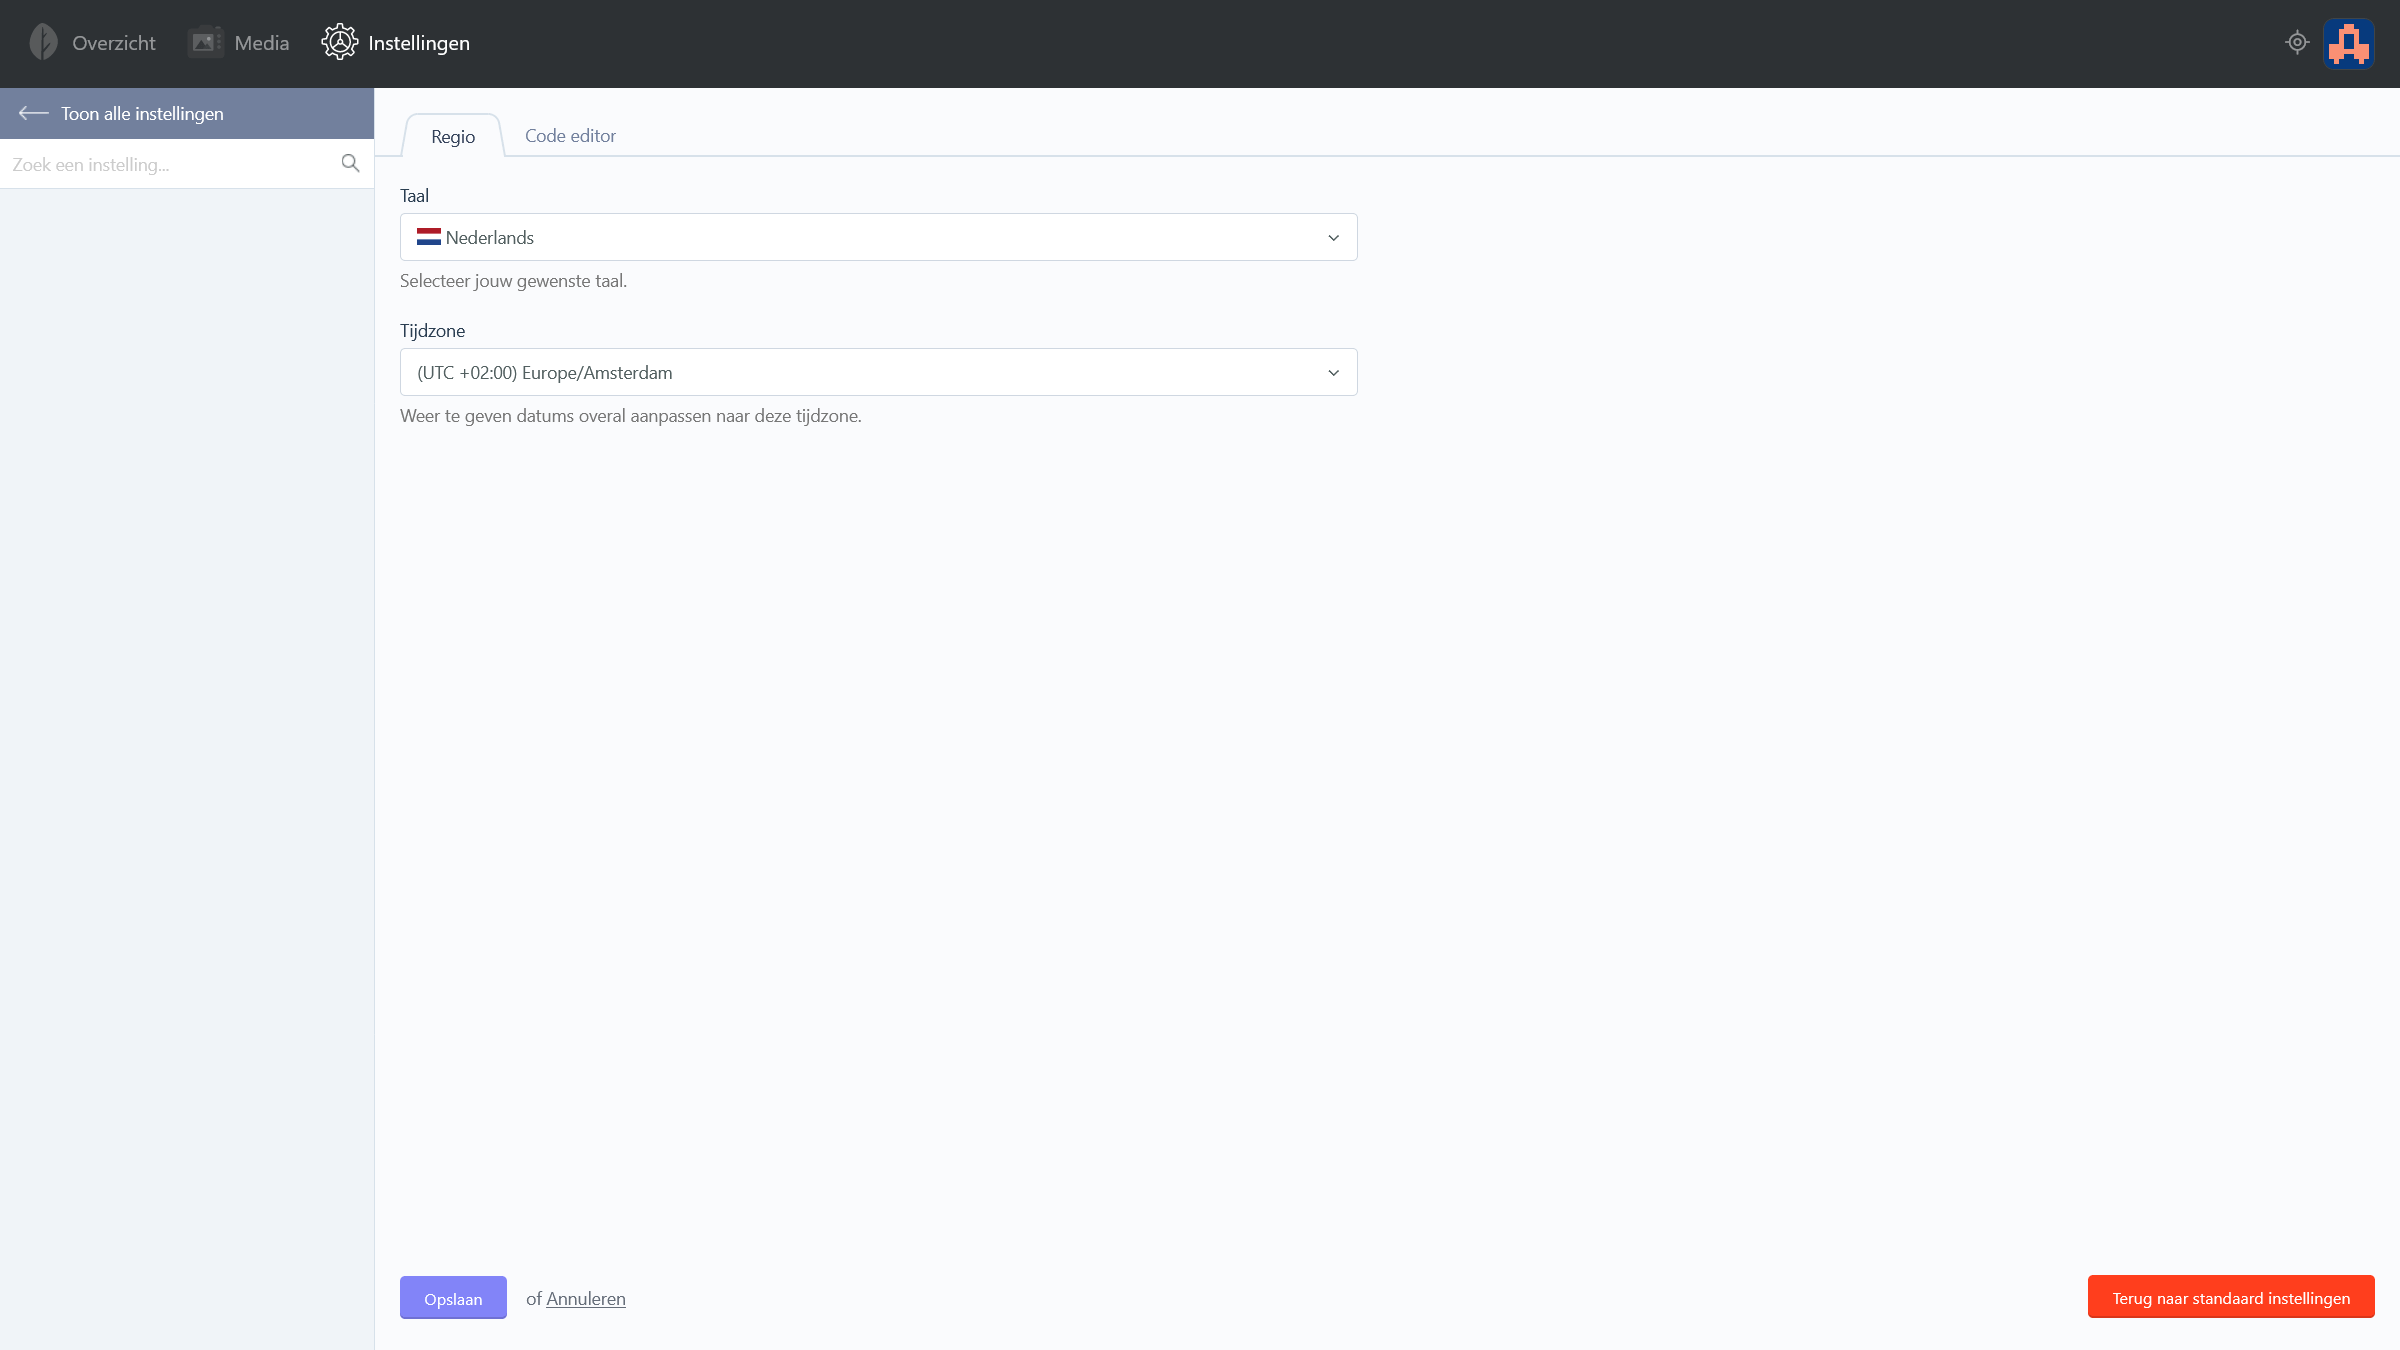 Overzicht
Media
Instellingen
Toon alle instellingen
Zoek een instelling...
Regio
Code editor
Taal
Nederlands
Selecteer jouw gewenste taal.
Tijdzone
(UTC +02:00) Europe/Amsterdam
Weer te geven datums overal aanpassen naar deze tijdzone.
Opslaan
of Annuleren
Terug naar standaard instellingen